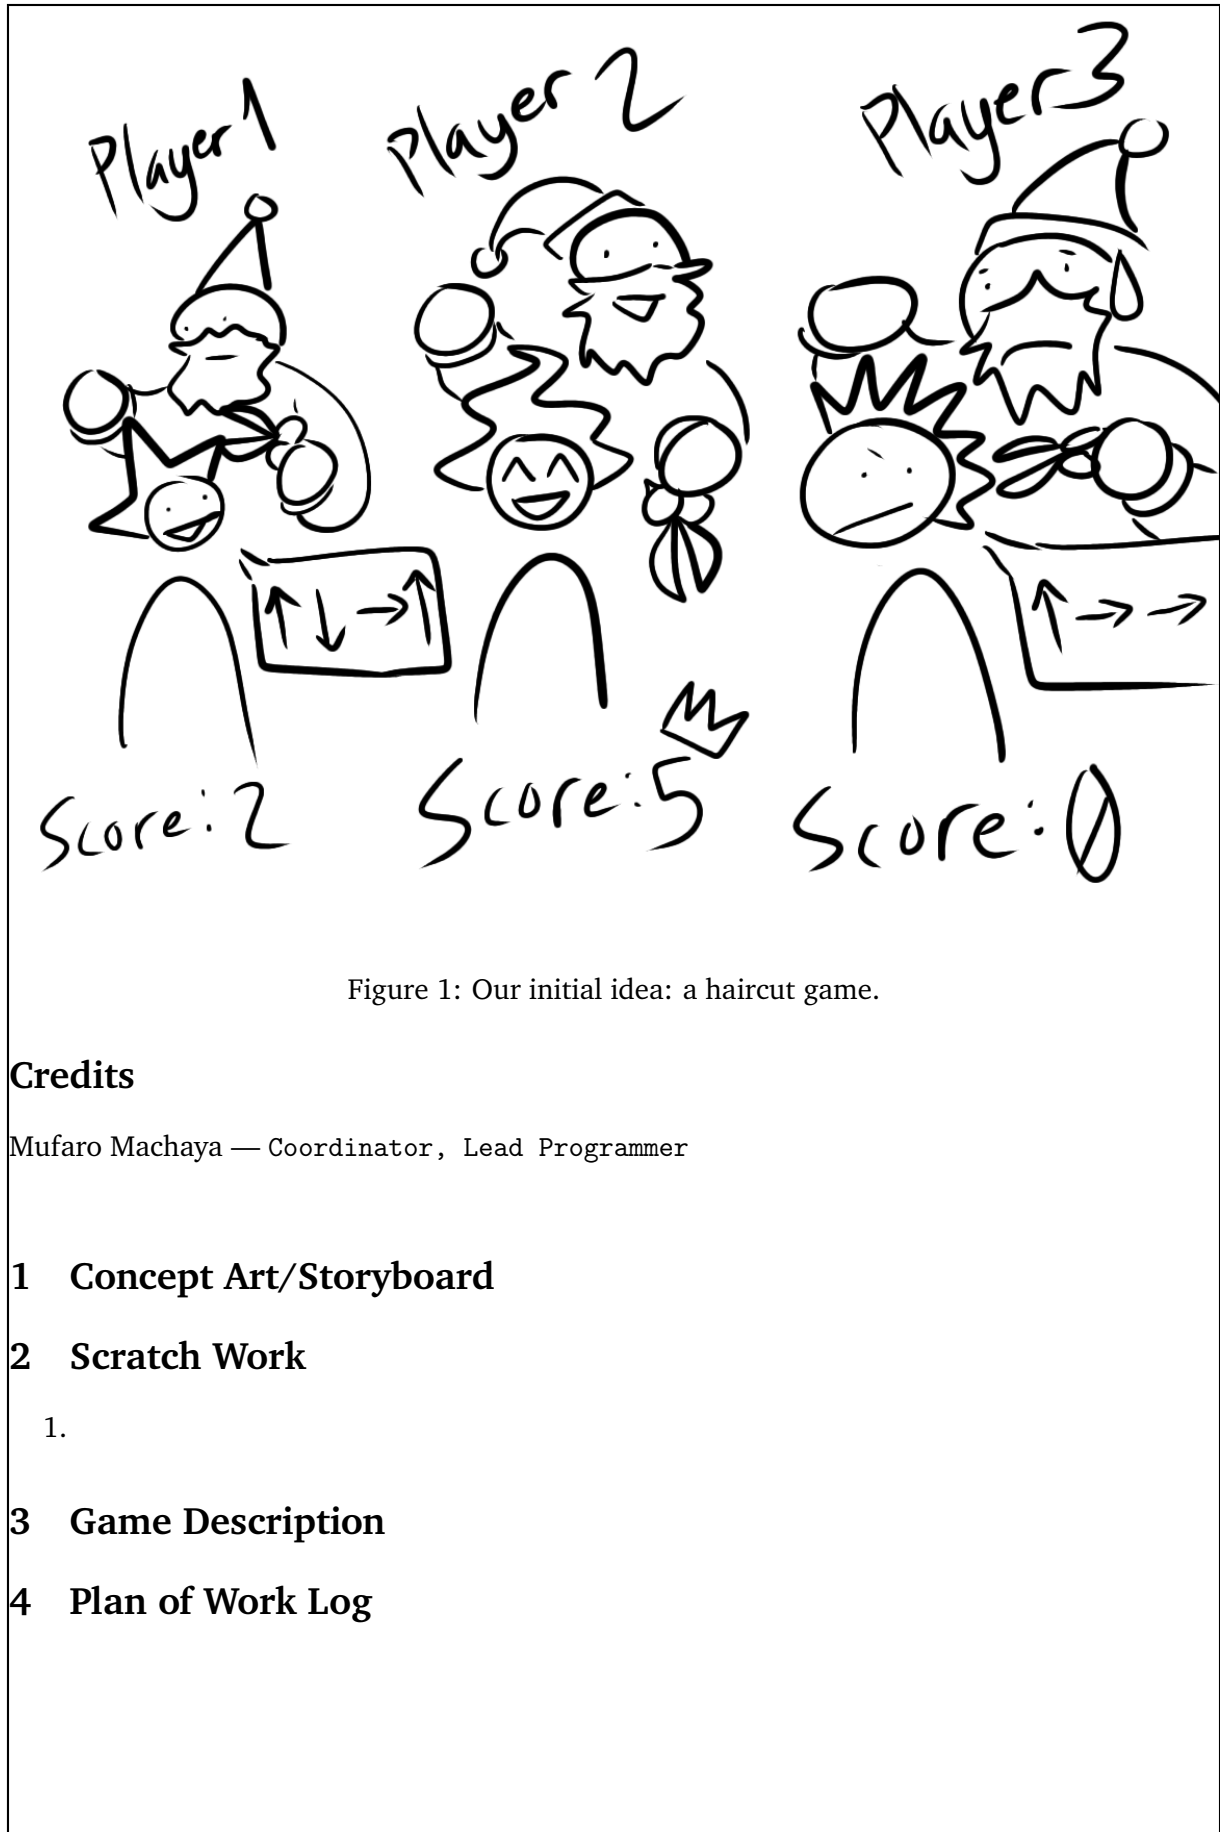 Player 1
Player 2
Player 3
↑ ↓ → ↑
↑ → →
Score: 2
Score: 5
Score: 0
Figure 1: Our initial idea: a haircut game.
Credits
Mufaro Machaya — Coordinator, Lead Programmer
1 Concept Art/Storyboard
2 Scratch Work
1.
3 Game Description
4 Plan of Work Log